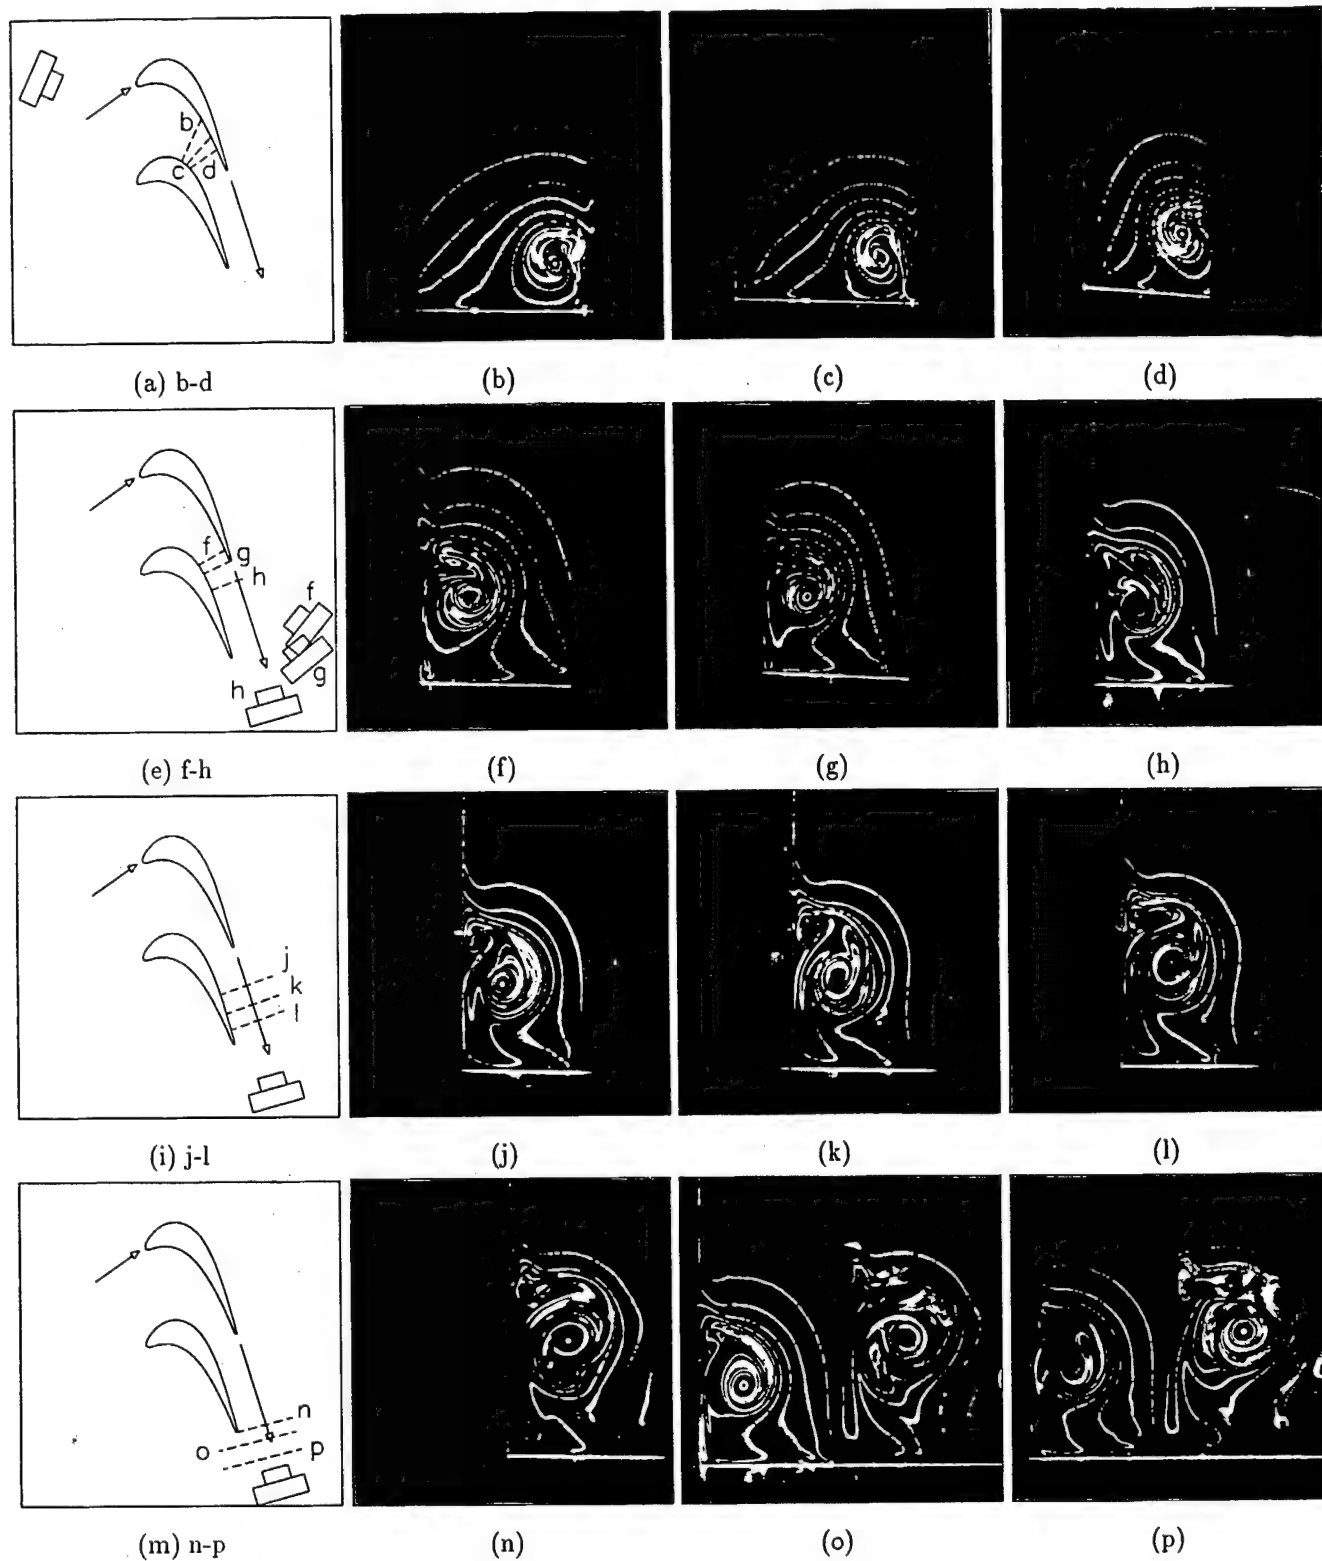 b
c
d
(a) b-d
(b)
(c)
(d)
f
g
h
f
g
h
(e) f-h
(f)
(g)
(h)
j
k
l
(i) j-l
(j)
(k)
(l)
n
o
p
(m) n-p
(n)
(o)
(p)